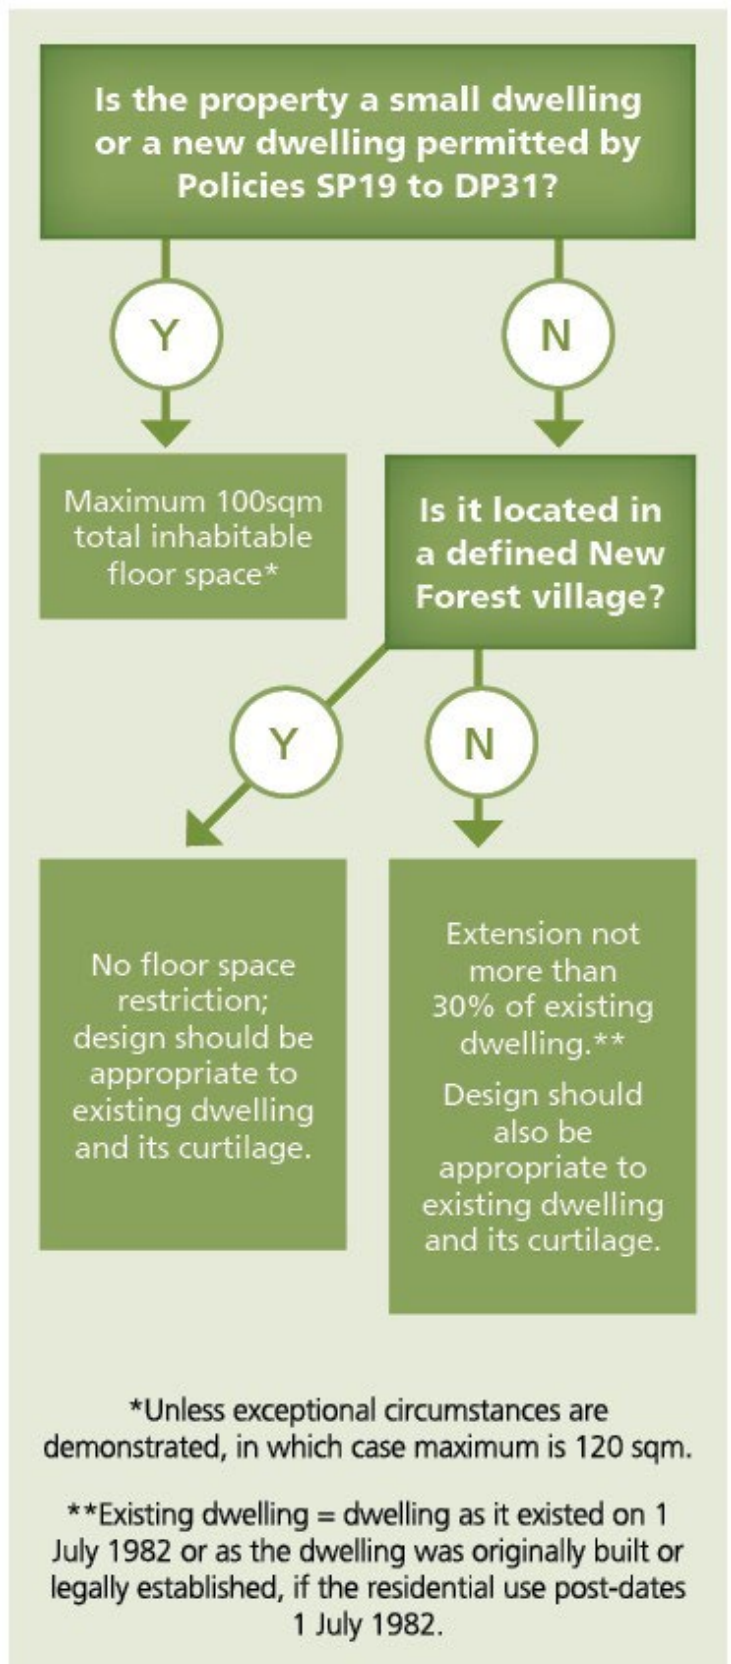 Is the property a small dwelling
or a new dwelling permitted by
Policies SP19 to DP31?
Y
N
Maximum 100sqm
total inhabitable
floor space*
Is it located in
a defined New
Forest village?
Y
N
No floor space
restriction;
design should be
appropriate to
existing dwelling
and its curtilage.
Extension not
more than
30% of existing
dwelling.**
Design should
also be
appropriate to
existing dwelling
and its curtilage.
*Unless exceptional circumstances are
demonstrated, in which case maximum is 120 sqm.
**Existing dwelling = dwelling as it existed on 1
July 1982 or as the dwelling was originally built or
legally established, if the residential use post-dates
1 July 1982.